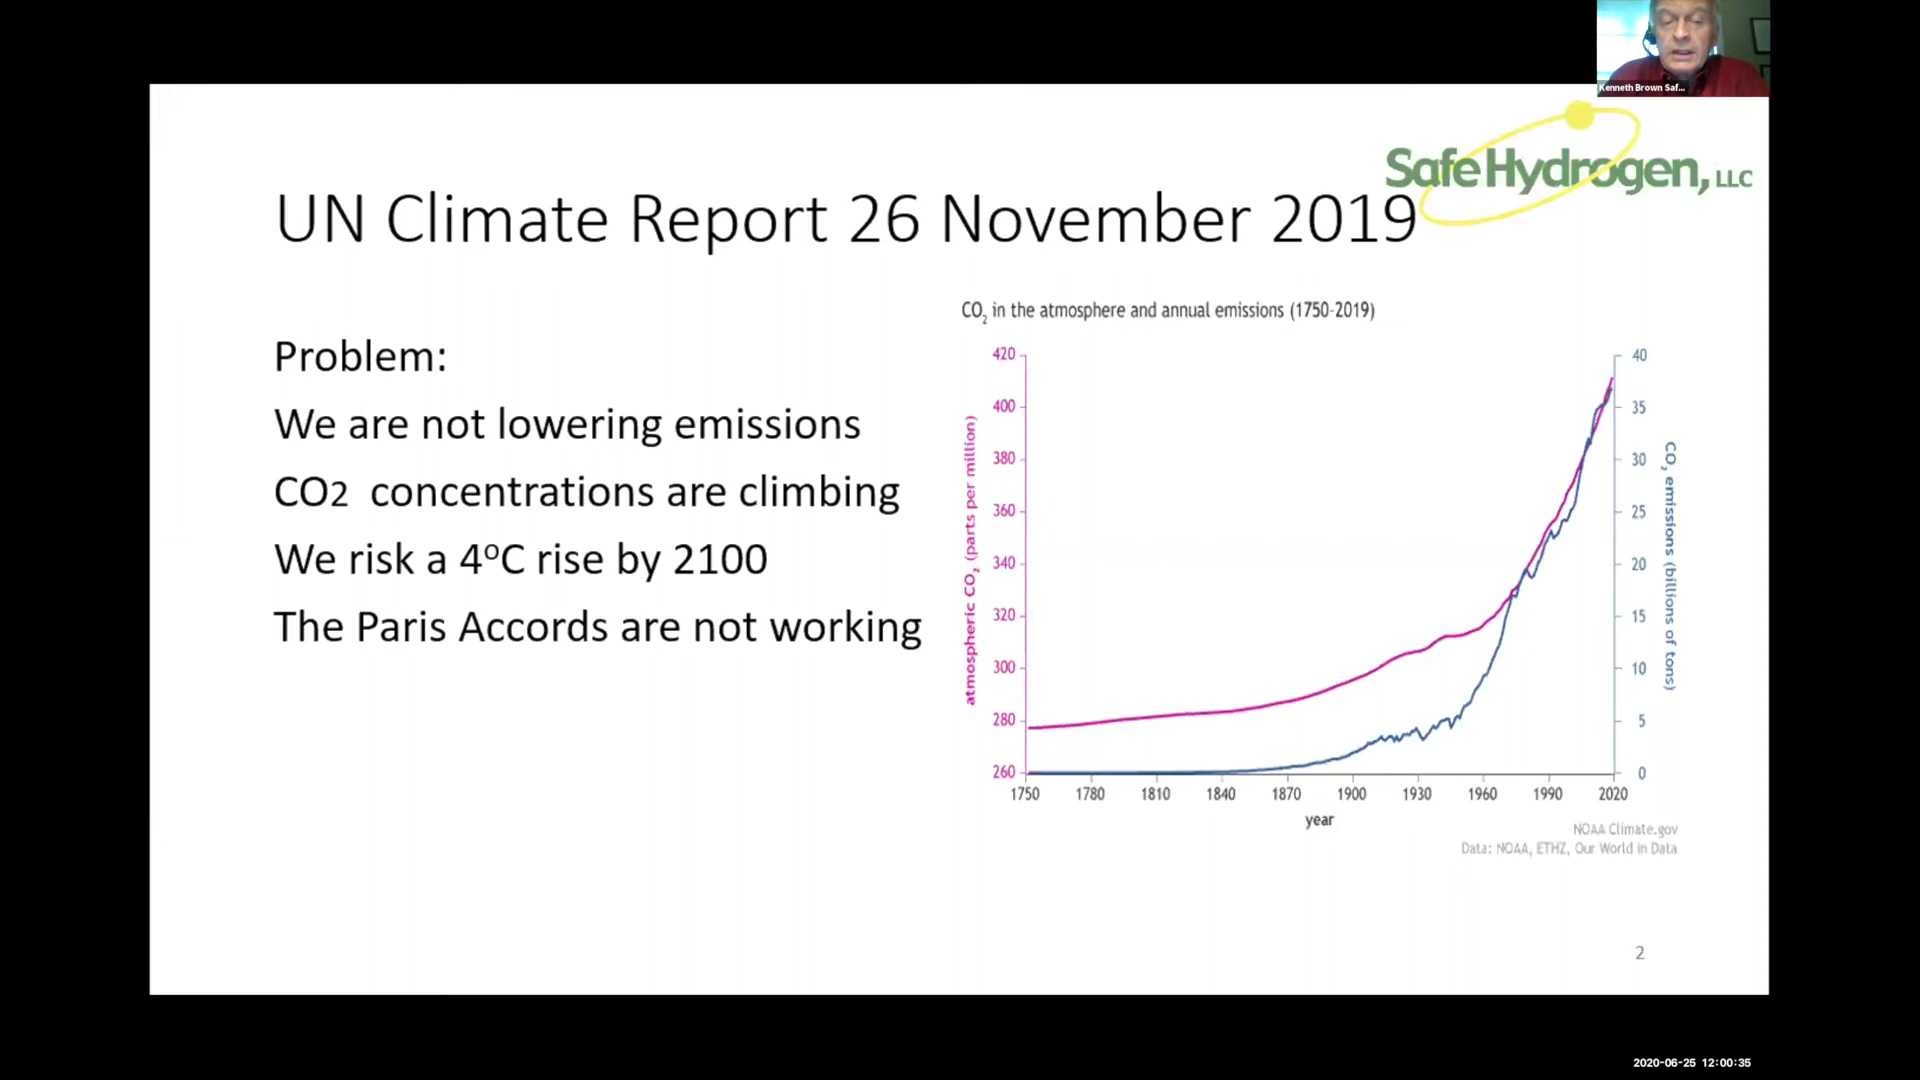 Kenneth Brown Saf...
SafeHydrogen, LLC
UN Climate Report 26 November 2019
Problem:
We are not lowering emissions
CO2  concentrations are climbing
We risk a 4ºC rise by 2100
The Paris Accords are not working
CO₂ in the atmosphere and annual emissions (1750-2019)
atmospheric CO₂ (parts per million)
420
400
380
360
340
320
300
280
260
40
35
30
25
20
15
10
5
0
CO₂ emissions (billions of tons)
1750 1780 1810 1840 1870 1900 1930 1960 1990 2020
year
NOAA Climate.gov
Data: NOAA, ETHZ, Our World in Data
2
2020-06-25 12:00:35